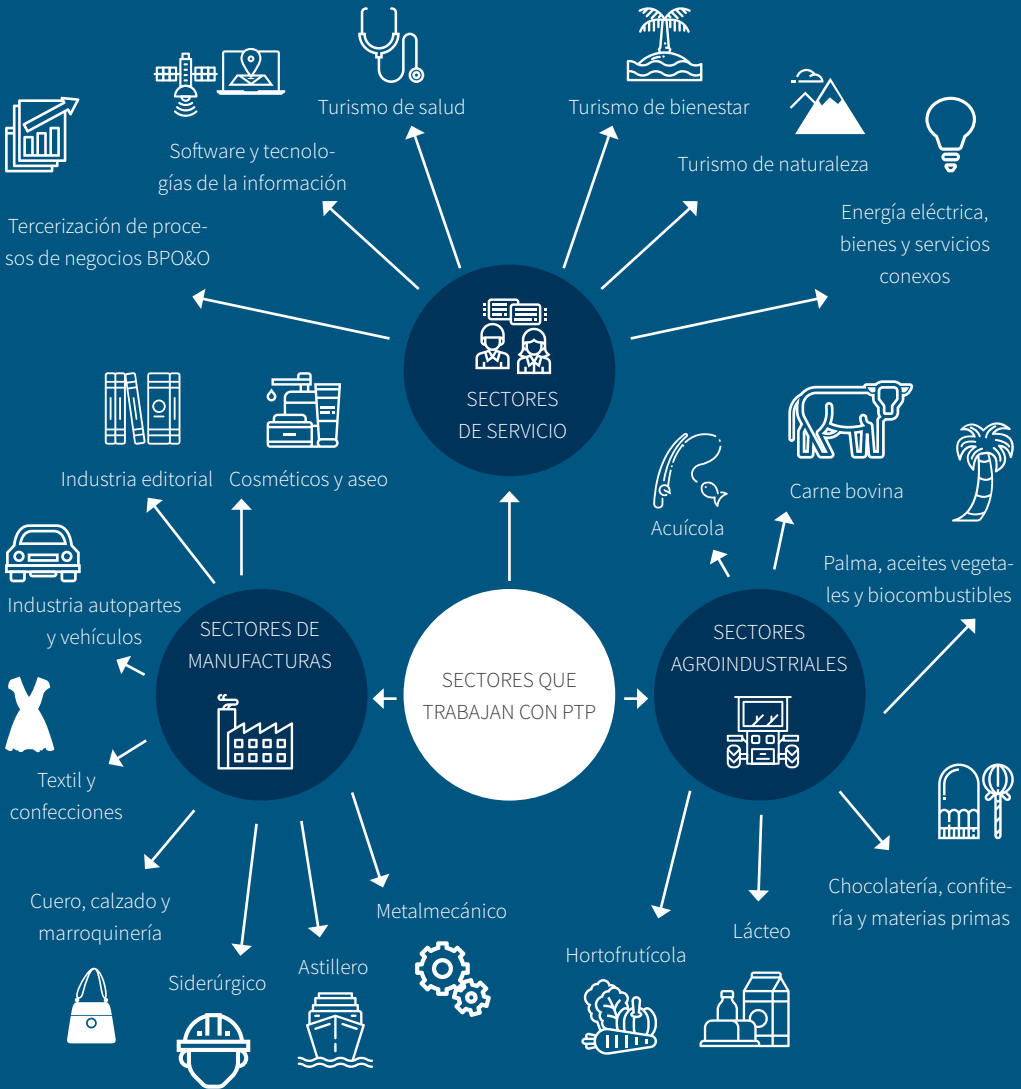 Turismo de salud
Turismo de bienestar
Software y tecnolo-
gías de la información
Turismo de naturaleza
Tercerización de proce-
sos de negocios BPO&O
Energía eléctrica,
bienes y servicios
conexos
SECTORES
DE SERVICIO
Industria editorial
Cosméticos y aseo
Industria autopartes
y vehículos
SECTORES DE
MANUFACTURAS
Textil y
confecciones
Cuero, calzado y
marroquinería
Siderúrgico
Astillero
Metalmecánico
SECTORES QUE
TRABAJAN CON PTP
Acuícola
Carne bovina
Palma, aceites vegeta-
les y biocombustibles
SECTORES
AGROINDUSTRIALES
Chocolatería, confite-
ría y materias primas
Lácteo
Hortofrutícola